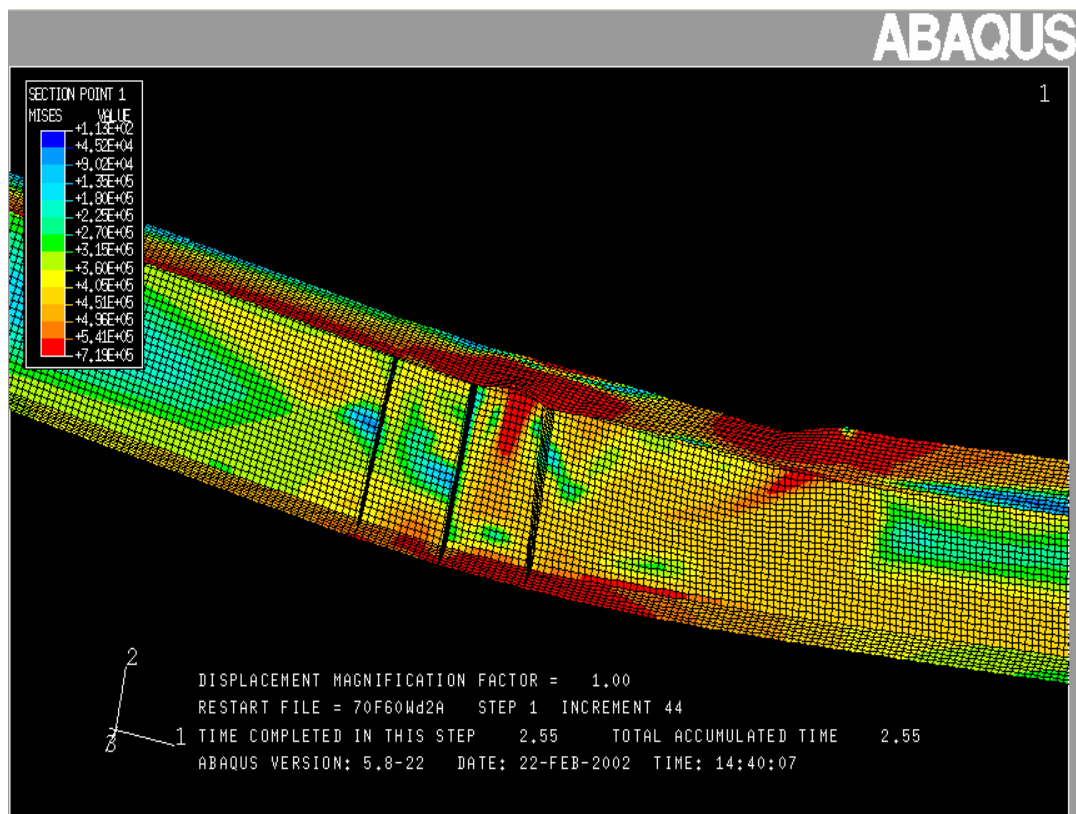 ABAQUS
1
SECTION POINT 1
MISES VALUE
+1.13E+02
+4.52E+04
+9.02E+04
+1.35E+05
+1.80E+05
+2.25E+05
+2.70E+05
+3.15E+05
+3.60E+05
+4.05E+05
+4.51E+05
+4.96E+05
+5.41E+05
+7.19E+05
2
3
1
DISPLACEMENT MAGNIFICATION FACTOR = 1.00
RESTART FILE = 70F60Wd2A STEP 1 INCREMENT 44
TIME COMPLETED IN THIS STEP 2.55 TOTAL ACCUMULATED TIME 2.55
ABAQUS VERSION: 5.8-22 DATE: 22-FEB-2002 TIME: 14:40:07